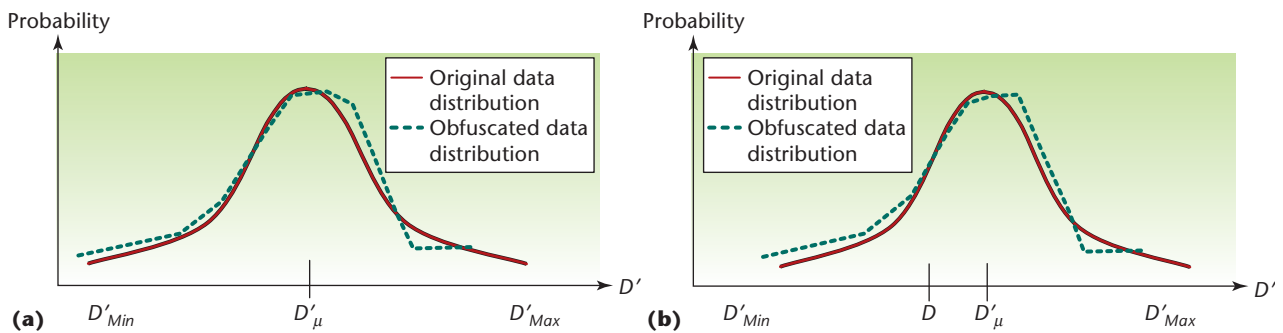 Probability
Original data
distribution
Obfuscated data
distribution
D′Min
D′μ
D′Max
D′
(a)
Probability
Original data
distribution
Obfuscated data
distribution
D′Min
D
D′μ
D′Max
D′
(b)